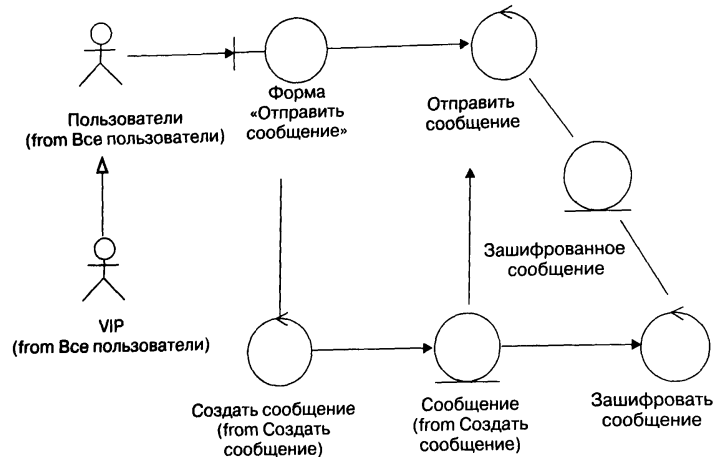 Пользователи
(from Все пользователи)
Форма
«Отправить
сообщение»
Отправить
сообщение
Зашифрованное
сообщение
VIP
(from Все пользователи)
Создать сообщение
(from Создать
сообщение)
Сообщение
(from Создать
сообщение)
Зашифровать
сообщение